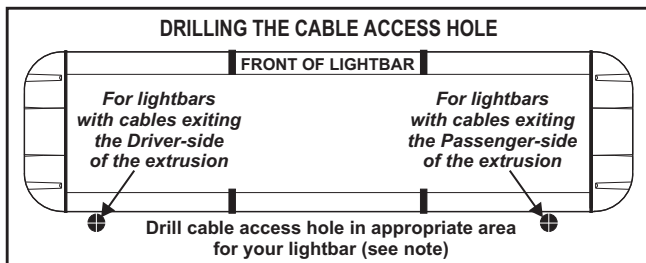 DRILLING THE CABLE ACCESS HOLE
FRONT OF LIGHTBAR
For lightbars
with cables exiting
the Driver-side
of the extrusion
For lightbars
with cables exiting
the Passenger-side
of the extrusion
Drill cable access hole in appropriate area
for your lightbar (see note)